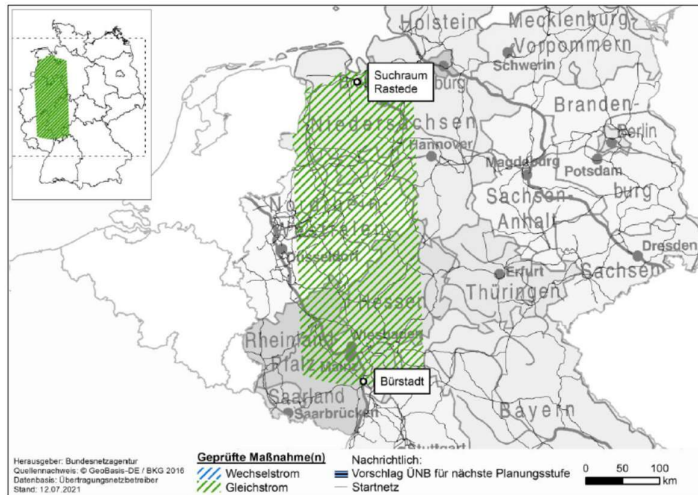 Holstein
Mecklenburg-
Vorpommern
Schwerin
Suchraum
Rastede
burg
Niedersachsen
Hannover
Branden-
Berlin
Potsdam
burg
Magdeburg
Sachsen-
Anhalt
Nordrhein-
Westfalen
Düsseldorf
Dresden
Sachsen
Erfurt
Thüringen
Hessen
Wiesbaden
Rheinland
Pfalz
Mainz
Bürstadt
Saarland
Saarbrücken
Bayern
Stuttgart
Herausgeber: Bundesnetzagentur
Quellennachweis: © GeoBasis-DE / BKG 2016
Datenbasis: Übertragungsnetzbetreiber
Stand: 12.07.2021
Geprüfte Maßnahme(n)
Wechselstrom
Gleichstrom
Nachrichtlich:
Vorschlag ÜNB für nächste Planungsstufe
Startnetz
0 50 100
km